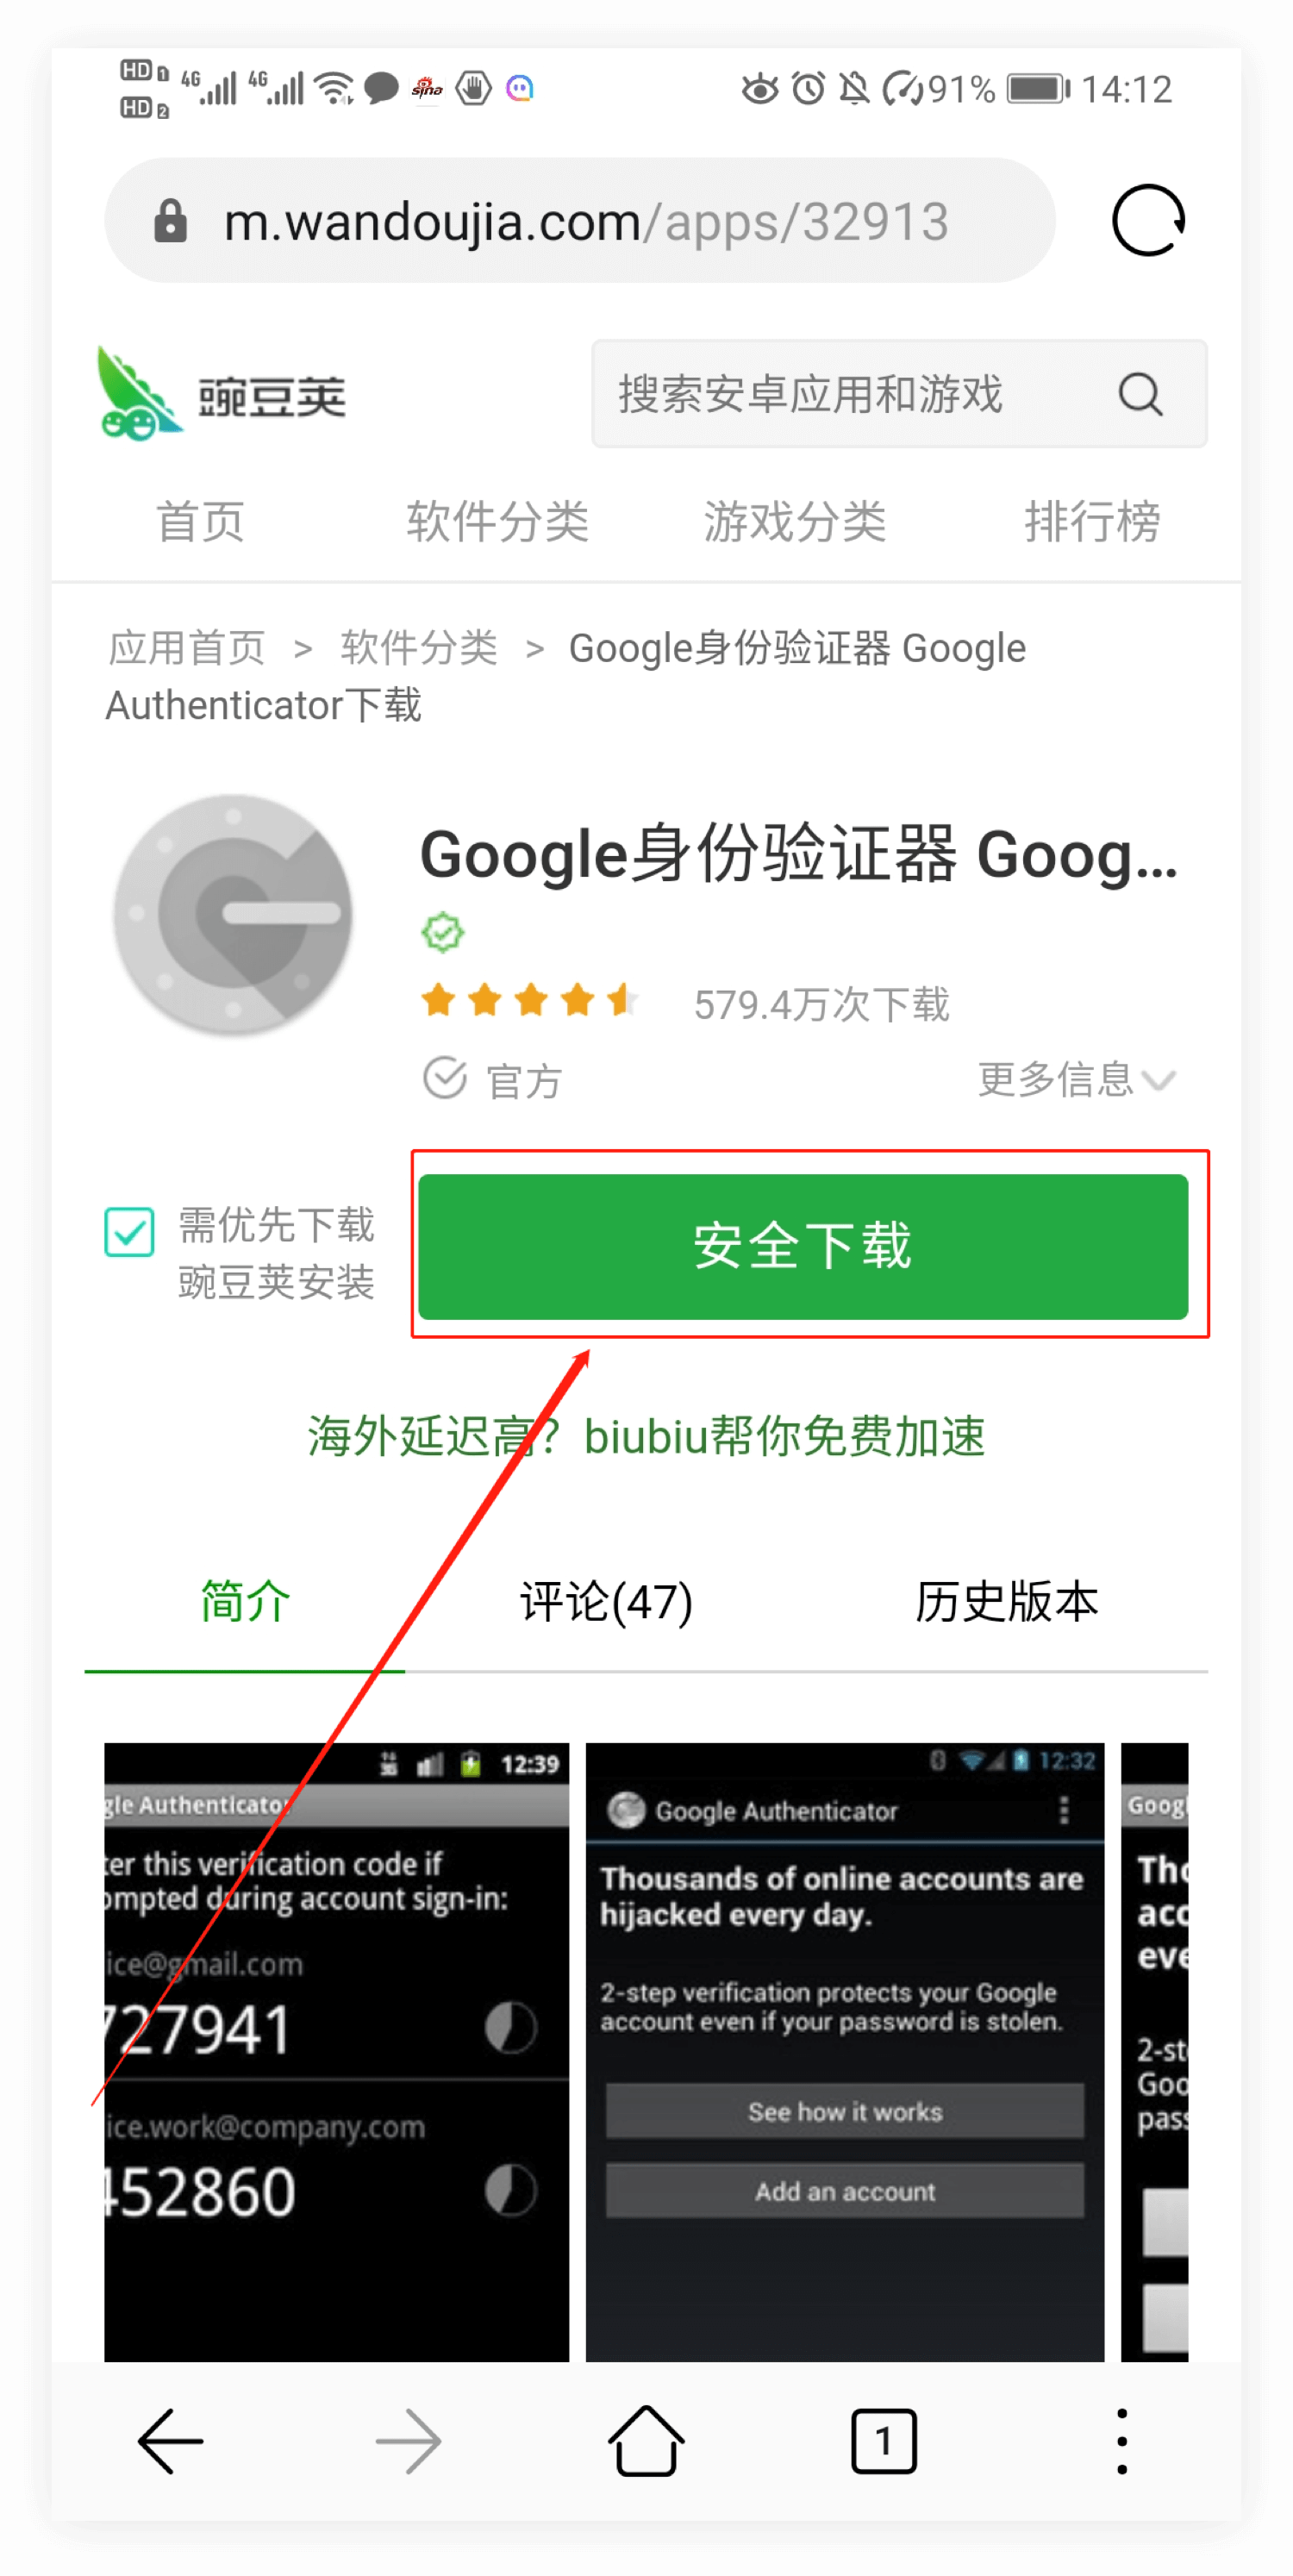 HD 1 4G 4G sina 91% 14:12
HD 2
m.wandoujia.com/apps/32913
豌豆荚
搜索安卓应用和游戏
首页 软件分类 游戏分类 排行榜
应用首页 > 软件分类 > Google身份验证器 Google
Authenticator下载
Google身份验证器 Goog...
579.4万次下载
官方 更多信息
需优先下载
豌豆荚安装
安全下载
海外延迟高？biubiu帮你免费加速
简介 评论(47) 历史版本
12:39
gle Authenticator
ter this verification code if
ompted during account sign-in:
ice@gmail.com
727941
ice.work@company.com
452860
12:32
Google Authenticator
Thousands of online accounts are
hijacked every day.
2-step verification protects your Google
account even if your password is stolen.
See how it works
Add an account
Googl
Tho
acc
eve
2-st
Goo
pass
1